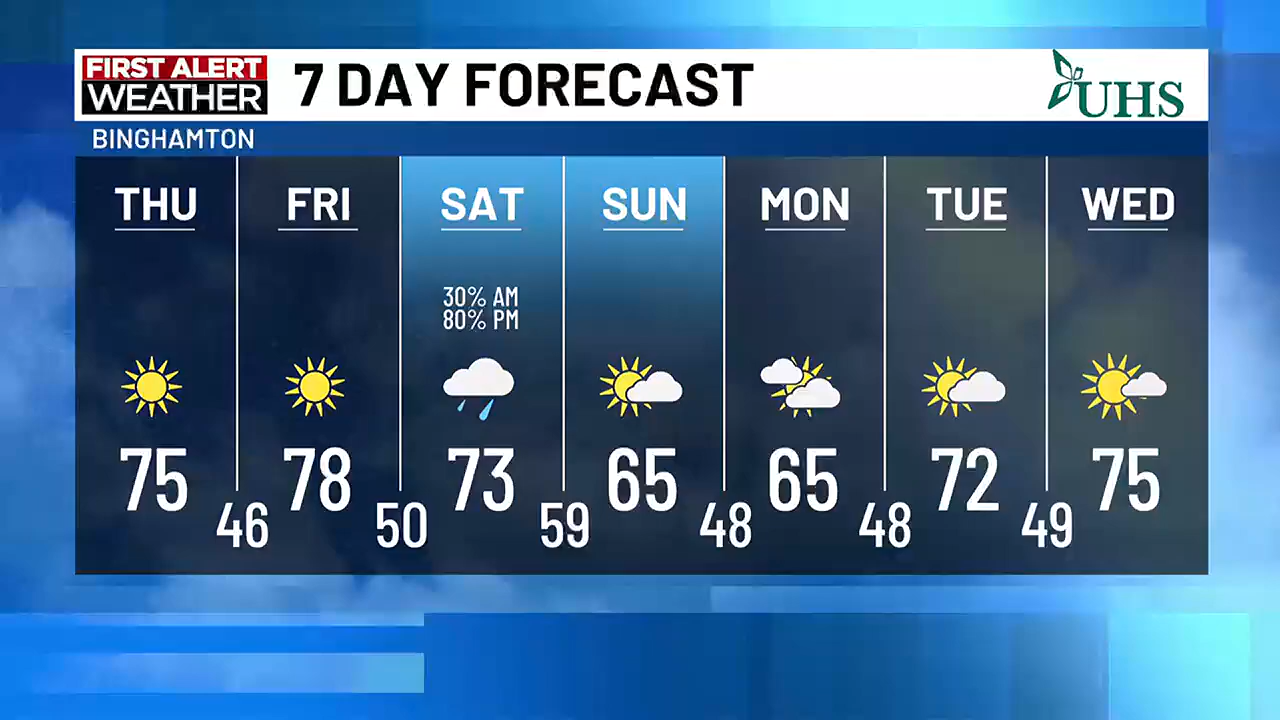 FIRST ALERT
WEATHER
7 DAY FORECAST
UHS
BINGHAMTON
THU
FRI
SAT
SUN
MON
TUE
WED
30% AM
80% PM
75
78
73
65
65
72
75
46
50
59
48
48
49